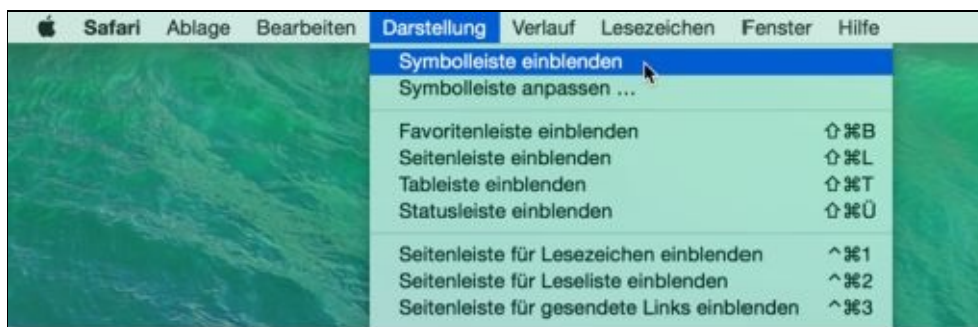 Safari Ablage Bearbeiten Darstellung Verlauf Lesezeichen Fenster Hilfe
Symbolleiste einblenden
Symbolleiste anpassen ...
Favoritenleiste einblenden ⇧⌘B
Seitenleiste einblenden ⇧⌘L
Tableiste einblenden ⇧⌘T
Statusleiste einblenden ⇧⌘Ü
Seitenleiste für Lesezeichen einblenden ^⌘1
Seitenleiste für Leseliste einblenden ^⌘2
Seitenleiste für gesendete Links einblenden ^⌘3